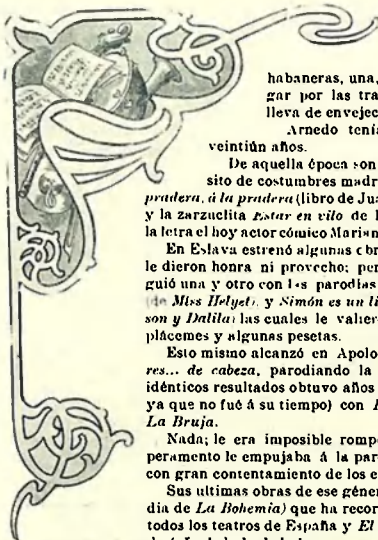 habaneras, una,
gar por las tra
lleva de envejec
Arnedo tenía
veintiún años.
De aquella época son
sito de costumbres madr
pradera, á la pradera (libro de Jua
y la zarzuelita Estar en vilo de l
la letra el hoy actor cómico Marian
En Eslava estrenó algunas obr
le dieron honra ni provecho; per
guió una y otro con las parodias
(de Miss Helyet) y Simón es un li
son y Dalila) las cuales le valier
plácemes y algunas pesetas.
Esto mismo alcanzó en Apolo
res... de cabeza, parodiando la
idénticos resultados obtuvo años
ya que no fué á su tiempo) con
La Bruja.
Nada; le era imposible romp
peramento le empujaba á la par
con gran contentamiento de los e
Sus ultimas obras de ese géner
dia de La Bohemia) que ha recor
todos los teatros de España y El